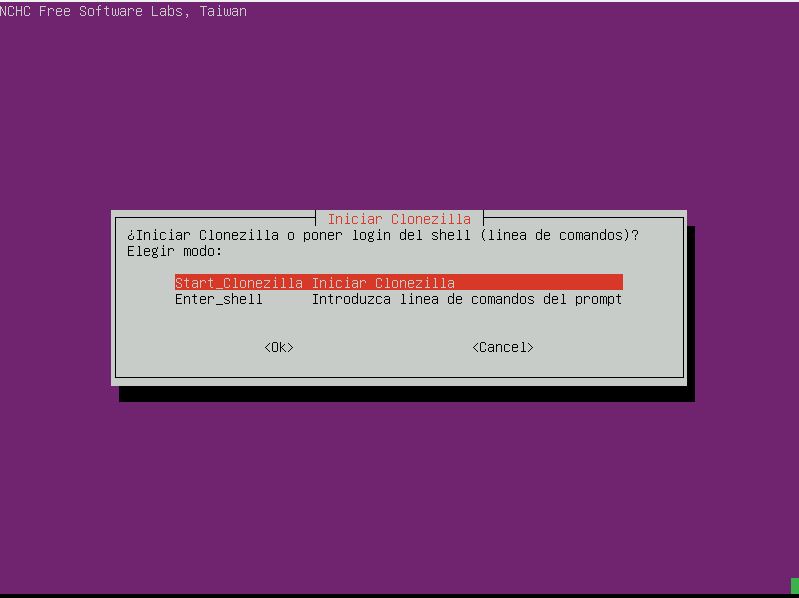 NCHC Free Software Labs, Taiwan
Iniciar Clonezilla
¿Iniciar Clonezilla o poner login del shell (linea de comandos)?
Elegir modo:
Start_Clonezilla Iniciar Clonezilla
Enter_shell Introduzca linea de comandos del prompt
<Ok> <Cancel>